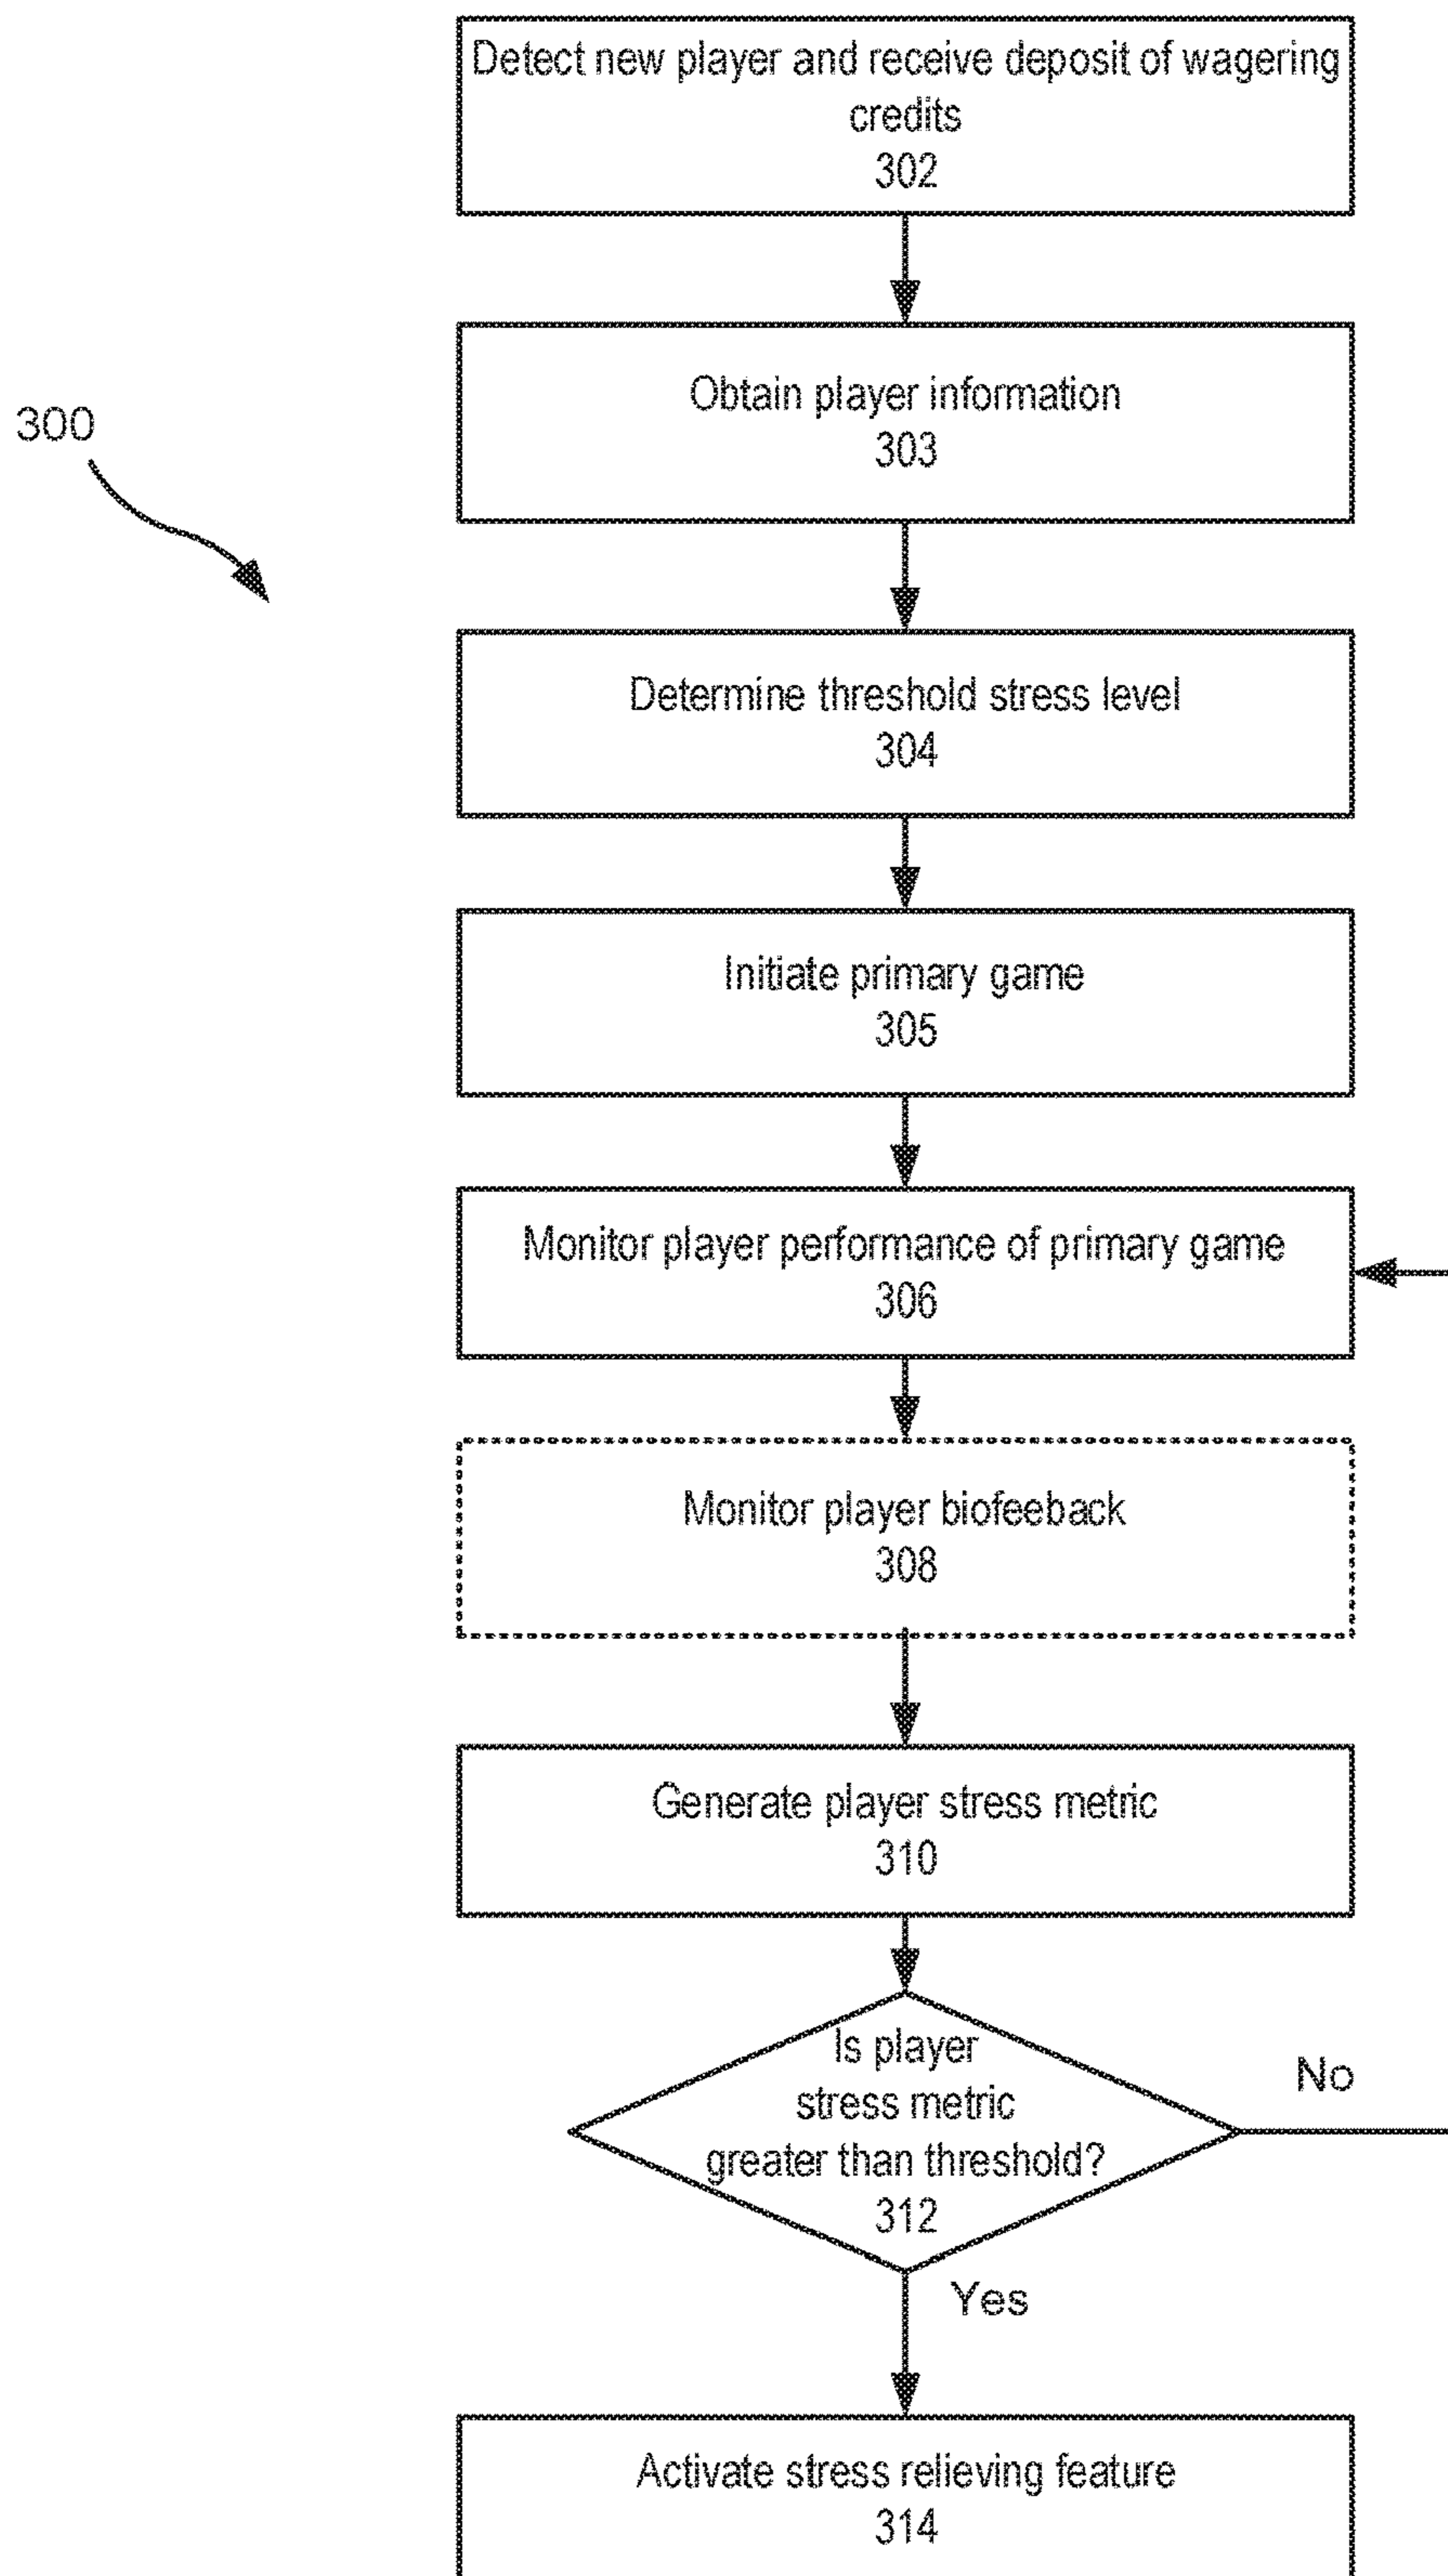 Detect new player and receive deposit of wagering
credits
302
Obtain player information
303
300
Determine threshold stress level
304
Initiate primary game
305
Monitor player performance of primary game
306
Monitor player biofeeback
308
Generate player stress metric
310
Is player
stress metric
greater than threshold?
312
No
Yes
Activate stress relieving feature
314